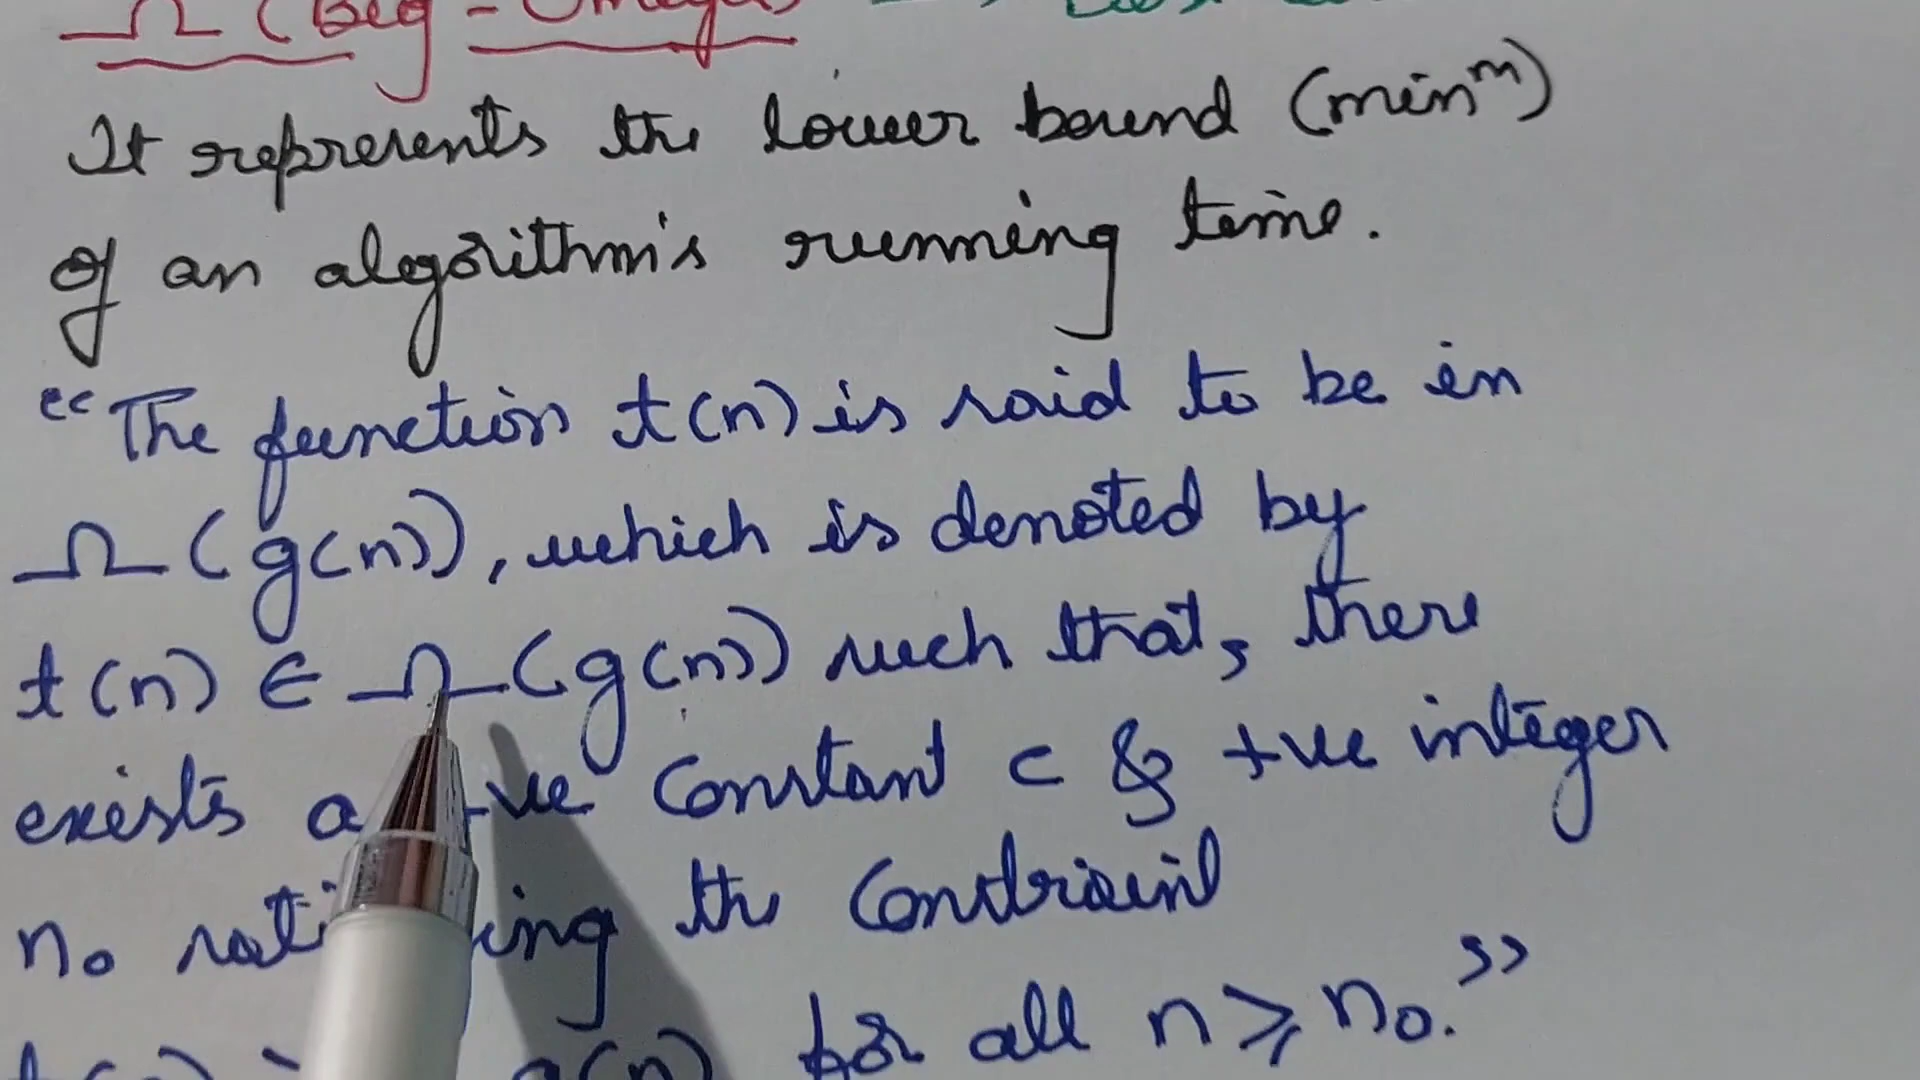 Ω (Big-Omega)
It represents the lower bound (minᵐ)
of an algorithm's running time.
“The function t(n) is said to be in
Ω(g(n)), which is denoted by
t(n) ∈ Ω(g(n)) such that, there
exists a +ve constant c & +ve integer
n₀ the constraint
g(n) for all n ≥ n₀.”